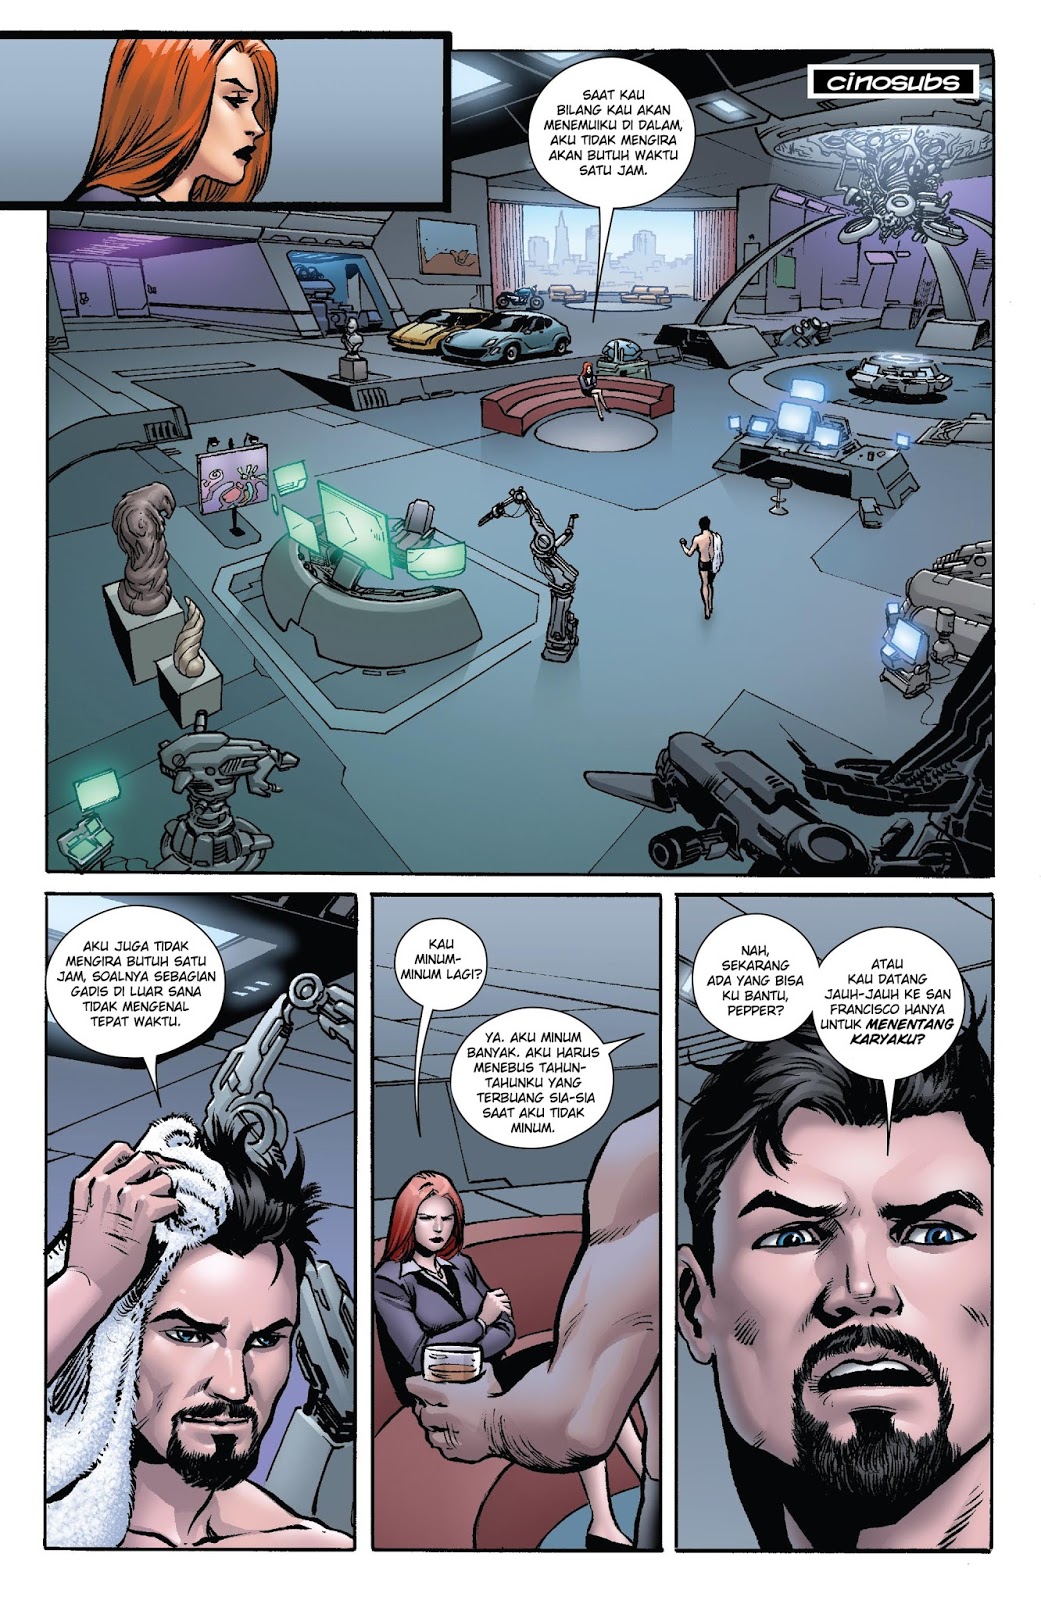 cinosubs
SAAT KAU
BILANG KAU AKAN
MENEMUIKU DI DALAM,
AKU TIDAK MENGIRA
AKAN BUTUH WAKTU
SATU JAM.
AKU JUGA TIDAK
MENGIRA BUTUH SATU
JAM, SOALNYA SEBAGIAN
GADIS DI LUAR SANA
TIDAK MENGENAL
TEPAT WAKTU.
KAU
MINUM-
MINUM LAGI?
YA. AKU MINUM
BANYAK. AKU HARUS
MENEBUS TAHUN-
TAHUNKU YANG
TERBUANG SIA-SIA
SAAT AKU TIDAK
MINUM.
NAH,
SEKARANG
ADA YANG BISA
KU BANTU,
PEPPER?
ATAU
KAU DATANG
JAUH-JAUH KE SAN
FRANCISCO HANYA
UNTUK MENENTANG
KARYAKU?